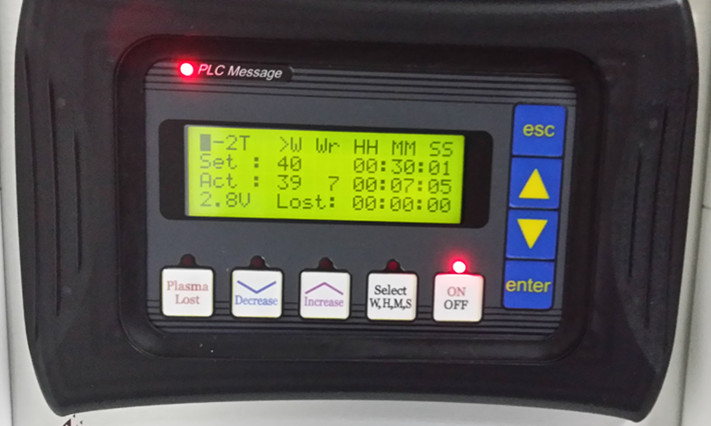 PLC Message
-2T >W Wr HH MM SS
Set : 40 00:30:01
Act : 39 7 00:07:05
2.8V Lost: 00:00:00
esc
enter
Plasma
Lost
Decrease
Increase
Select
W,H,M,S
ON
OFF